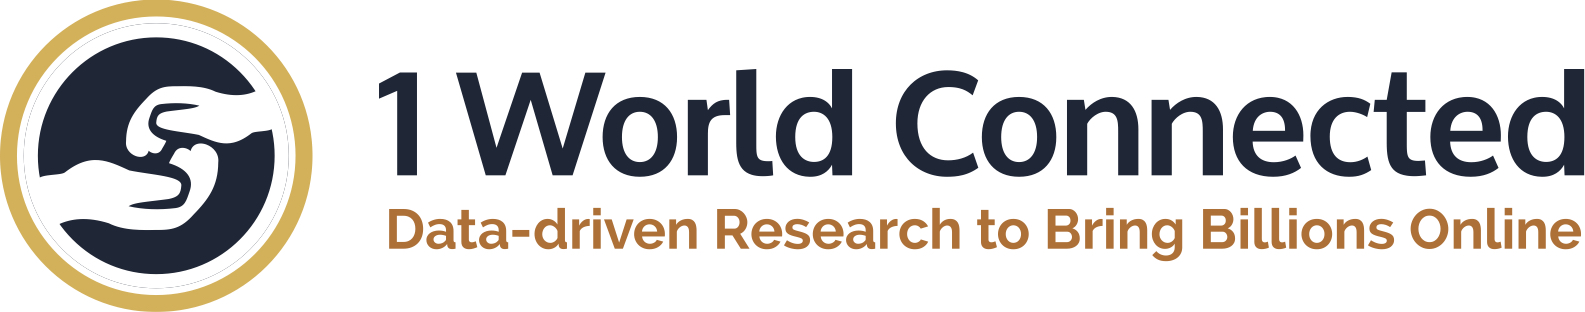 1 World Connected
Data-driven Research to Bring Billions Online